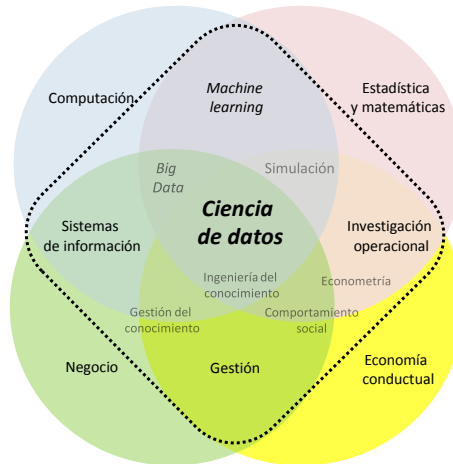 Machine
learning
Computación
Estadística
y matemáticas
Big
Data
Simulación
Ciencia
de datos
Sistemas
de información
Investigación
operacional
Ingeniería del
conocimiento
Econometría
Gestión del
conocimiento
Comportamiento
social
Negocio
Gestión
Economía
conductual